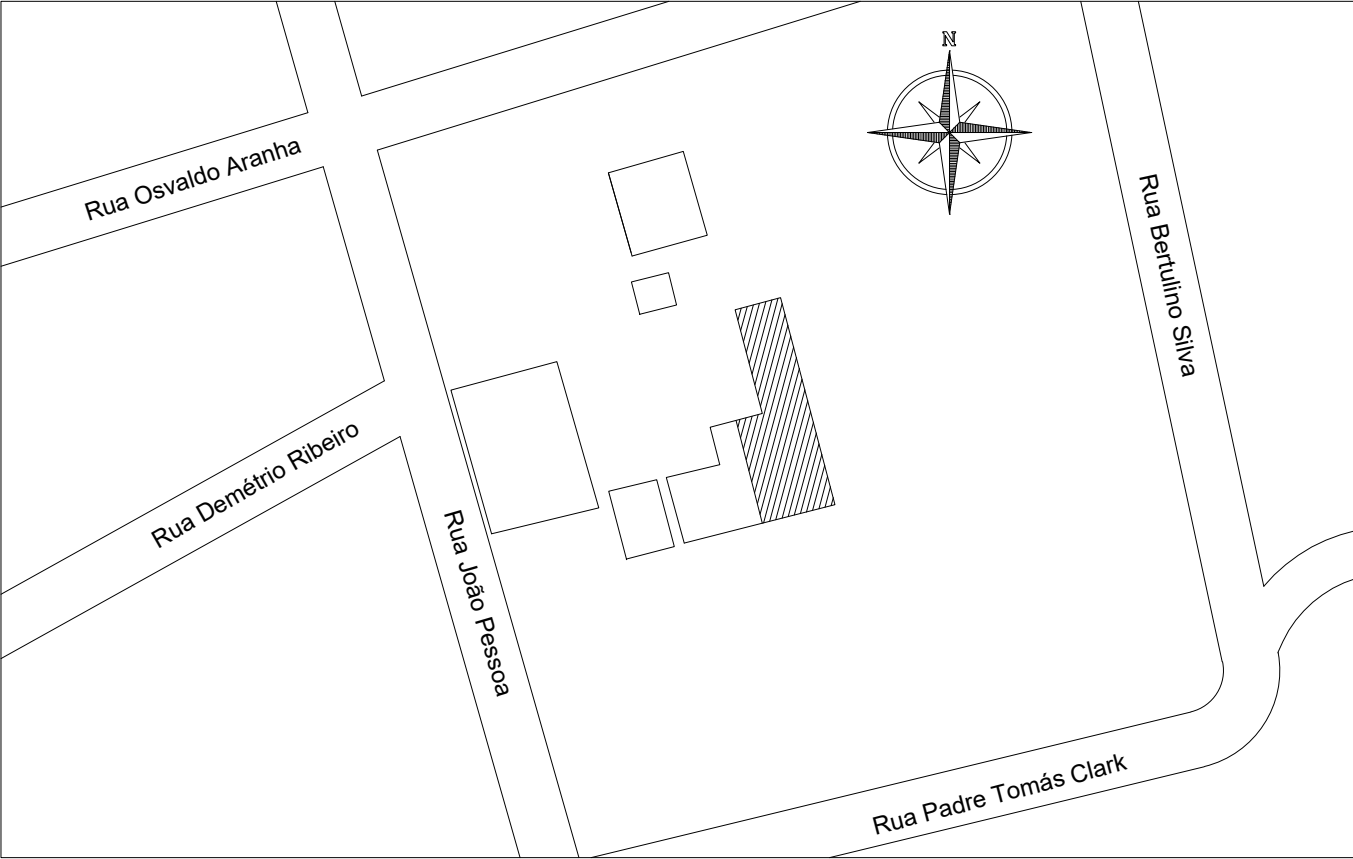 N
Rua Osvaldo Aranha
Rua Bertulino Silva
Rua Demétrio Ribeiro
Rua João Pessoa
Rua Padre Tomás Clark